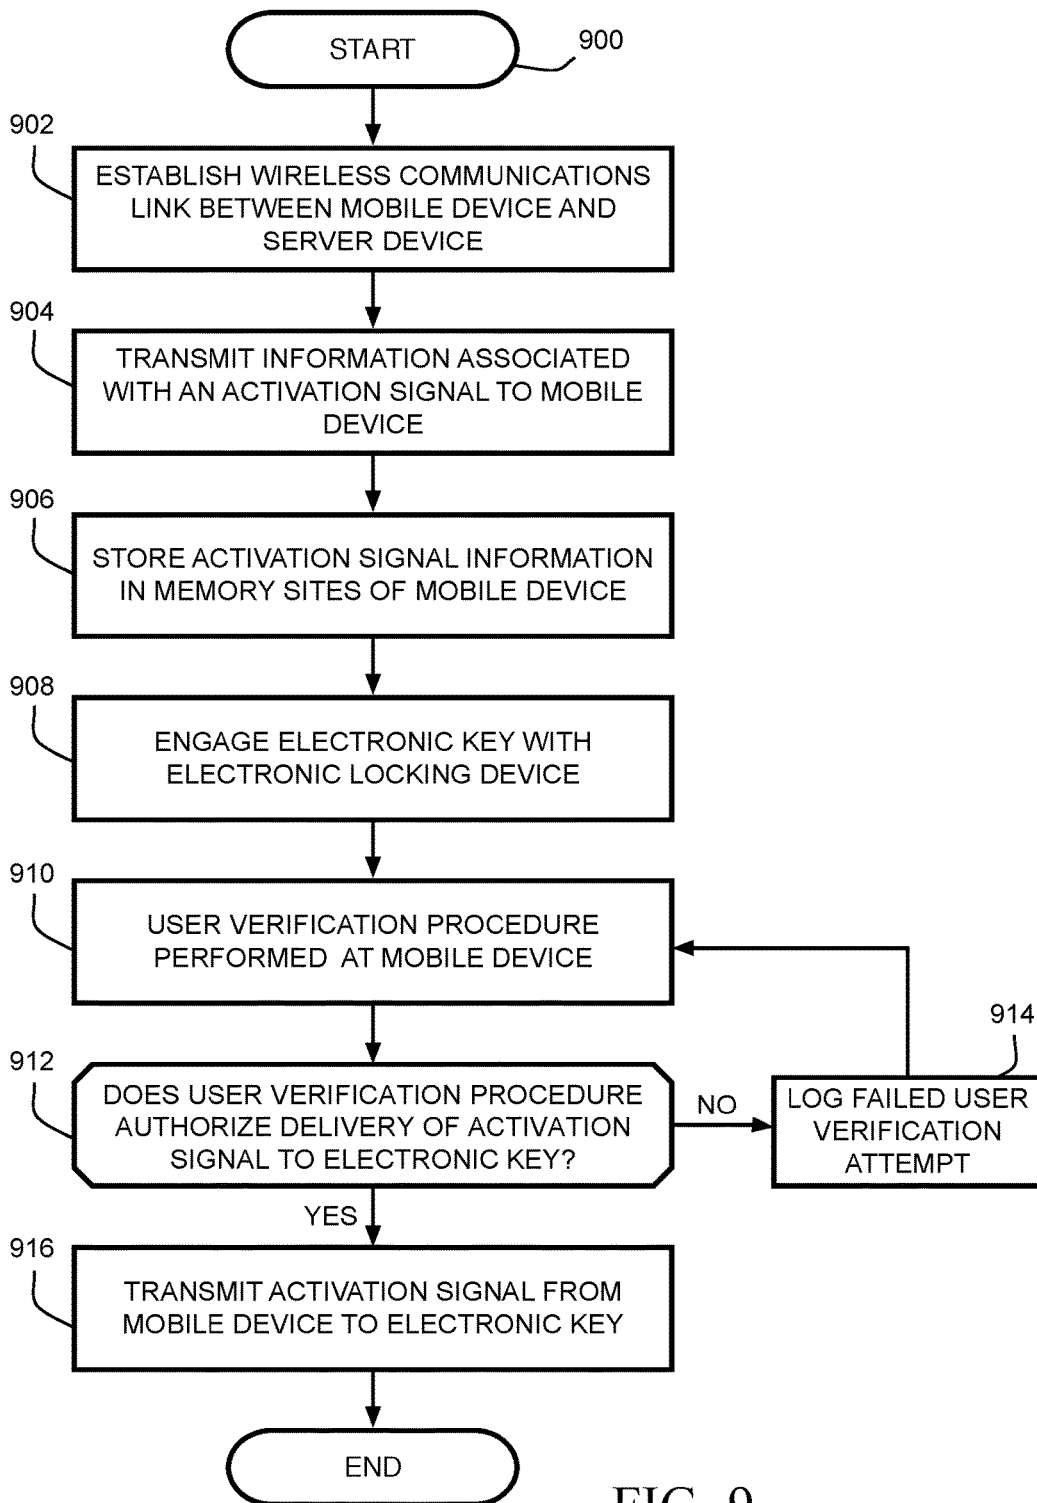 START
900
902
ESTABLISH WIRELESS COMMUNICATIONS
LINK BETWEEN MOBILE DEVICE AND
SERVER DEVICE
904
TRANSMIT INFORMATION ASSOCIATED
WITH AN ACTIVATION SIGNAL TO MOBILE
DEVICE
906
STORE ACTIVATION SIGNAL INFORMATION
IN MEMORY SITES OF MOBILE DEVICE
908
ENGAGE ELECTRONIC KEY WITH
ELECTRONIC LOCKING DEVICE
910
USER VERIFICATION PROCEDURE
PERFORMED AT MOBILE DEVICE
912
DOES USER VERIFICATION PROCEDURE
AUTHORIZE DELIVERY OF ACTIVATION
SIGNAL TO ELECTRONIC KEY?
NO
914
LOG FAILED USER
VERIFICATION
ATTEMPT
YES
916
TRANSMIT ACTIVATION SIGNAL FROM
MOBILE DEVICE TO ELECTRONIC KEY
END
FIG. 9